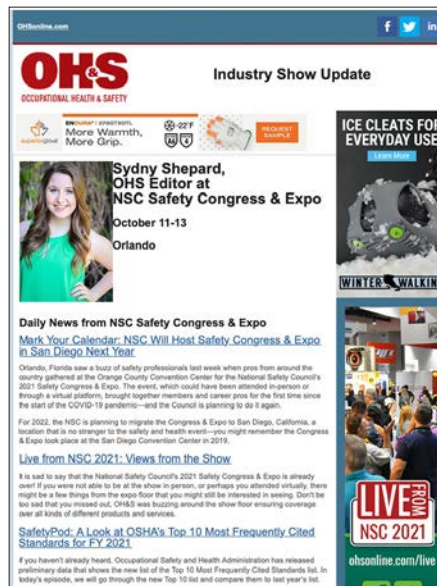 OHSonline.com
f
in
OH&S
OCCUPATIONAL HEALTH & SAFETY
Industry Show Update
superiorglove
More Warmth,
More Grip.
-22°F
REQUEST
SAMPLE
ICE CLEATS FOR
EVERYDAY USE
Learn More
WINTER WALKIN
Sydny Shepard,
OHS Editor at
NSC Safety Congress & Expo
October 11-13
Orlando
Daily News from NSC Safety Congress & Expo
Mark Your Calendar: NSC Will Host Safety Congress & Expo
in San Diego Next Year
Orlando, Florida saw a buzz of safety professionals last week when pros from around the
country gathered at the Orange County Convention Center for the National Safety Council's
2021 Safety Congress & Expo. The event, which could have been attended in-person or
through a virtual platform, brought together members and career pros for the first time since
the start of the COVID-19 pandemic—and the Council is planning to do it again.
For 2022, the NSC is planning to migrate the Congress & Expo to San Diego, California, a
location that is no stranger to the safety and health event—you might remember the Congress
& Expo took place at the San Diego Convention Center in 2019.
Live from NSC 2021: Views from the Show
It is sad to say that the National Safety Council's 2021 Safety Congress & Expo is already
over! If you were not able to be at the show in person, or perhaps you attended virtually, there
might be a few things from the expo floor that you might still be interested in seeing. Don't be
too sad that you missed out, OH&S was buzzing around the show floor ensuring coverage
over all kinds of different products and services.
SafetyPod: A Look at OSHA's Top 10 Most Frequently Cited
Standards for FY 2021
If you haven't already heard, Occupational Safety and Health Administration has released
preliminary data that shows the new list of the Top 10 Most Frequently Cited Standards list. In
today's episode, we will go through the new Top 10 list and compare them to last year's list.
LIVE FROM
NSC 2021
ohsonline.com/live